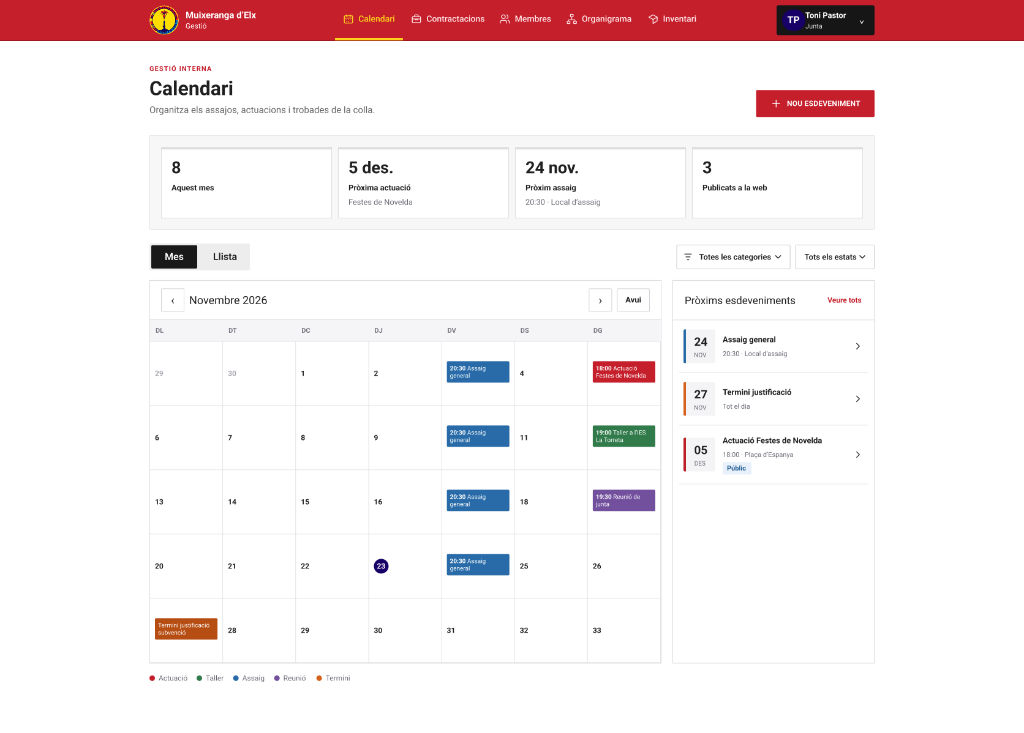 Muixeranga d'Elx
Gestió
Calendari
Contractacions
Membres
Organigrama
Inventari
TP
Toni Pastor
Junta
GESTIÓ INTERNA
Calendari
Organitza els assajos, actuacions i trobades de la colla.
NOU ESDEVENIMENT
8
Aquest mes
5 des.
Pròxima actuació
Festes de Novelda
24 nov.
Pròxim assaig
20:30 · Local d'assaig
3
Publicats a la web
Mes
Llista
Totes les categories
Tots els estats
Novembre 2026
Avui
DL DT DC DJ DV DS DG
29 30 1 2
20:30 Assaig
general
4
18:00 Actuació
Festes de Novelda
6 7 8 9
20:30 Assaig
general
11
19:00 Taller a l'IES
La Torreta
13 14 15 16
20:30 Assaig
general
18
19:30 Reunió de
junta
20 21 22 23
20:30 Assaig
general
25 26
Termini justificació
subvenció
28 29 30 31 32 33
Actuació
Taller
Assaig
Reunió
Termini
Pròxims esdeveniments
Veure tots
24
NOV
Assaig general
20:30 · Local d'assaig
27
NOV
Termini justificació
Tot el dia
05
DES
Actuació Festes de Novelda
18:00 · Plaça d'Espanya
Públic